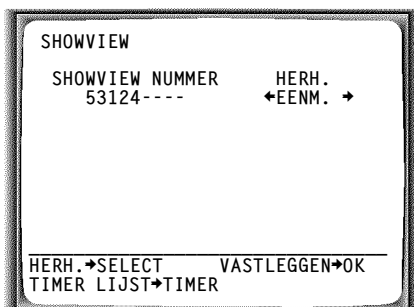 SHOWVIEW
SHOWVIEW NUMMER HERH.
53124---- ←EENM. →
HERH.→SELECT VASTLEGGEN→OK
TIMER LIJST→TIMER